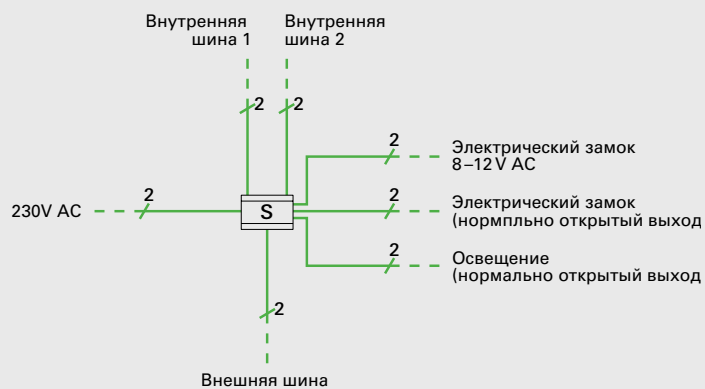 Внутренняя
шина 1
Внутренняя
шина 2
2
2
2
Электрический замок
8–12 V AC
230V AC
2
S
2
Электрический замок
(нормпльно открытый выход
2
Освещение
(нормально открытый выход
2
Внешняя шина